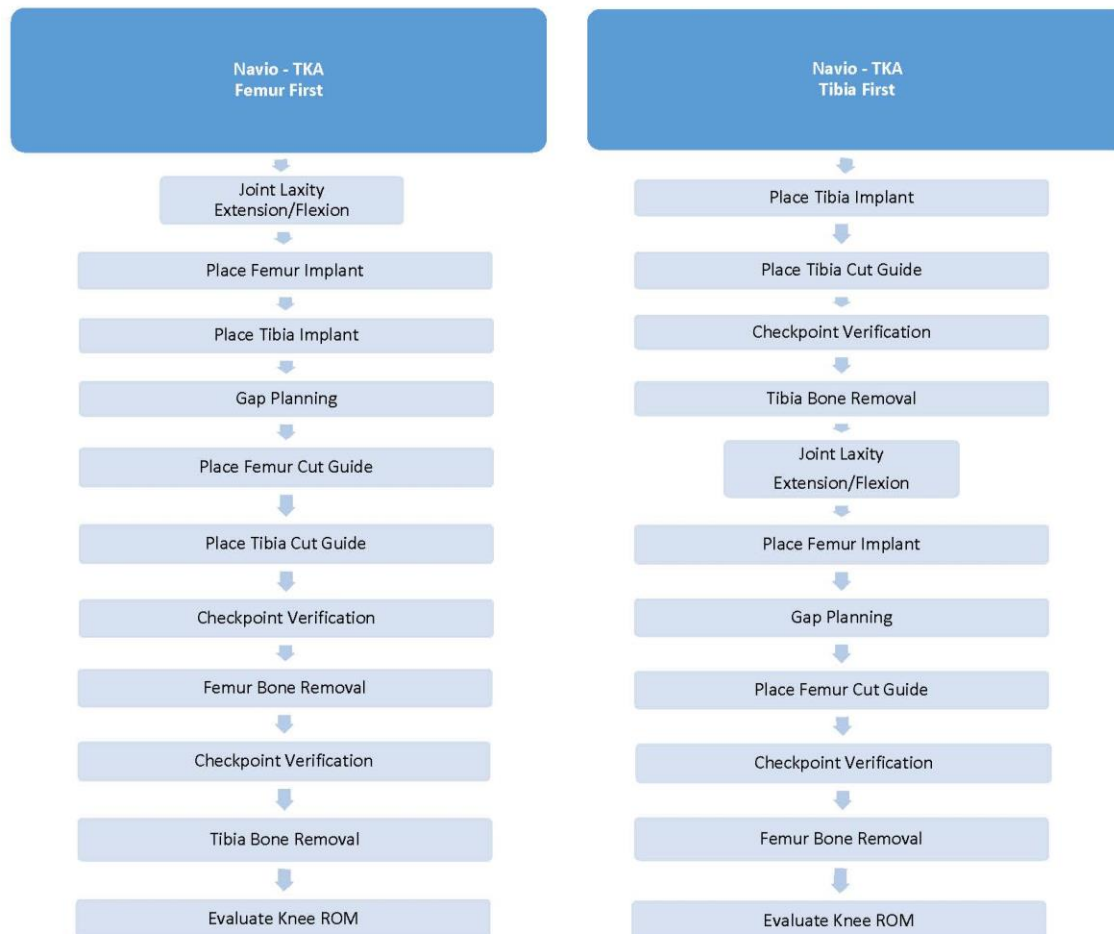 Navio - TKA
Femur First
Joint Laxity
Extension/Flexion
Place Femur Implant
Place Tibia Implant
Gap Planning
Place Femur Cut Guide
Place Tibia Cut Guide
Checkpoint Verification
Femur Bone Removal
Checkpoint Verification
Tibia Bone Removal
Evaluate Knee ROM
Navio - TKA
Tibia First
Place Tibia Implant
Place Tibia Cut Guide
Checkpoint Verification
Tibia Bone Removal
Joint Laxity
Extension/Flexion
Place Femur Implant
Gap Planning
Place Femur Cut Guide
Checkpoint Verification
Femur Bone Removal
Evaluate Knee ROM